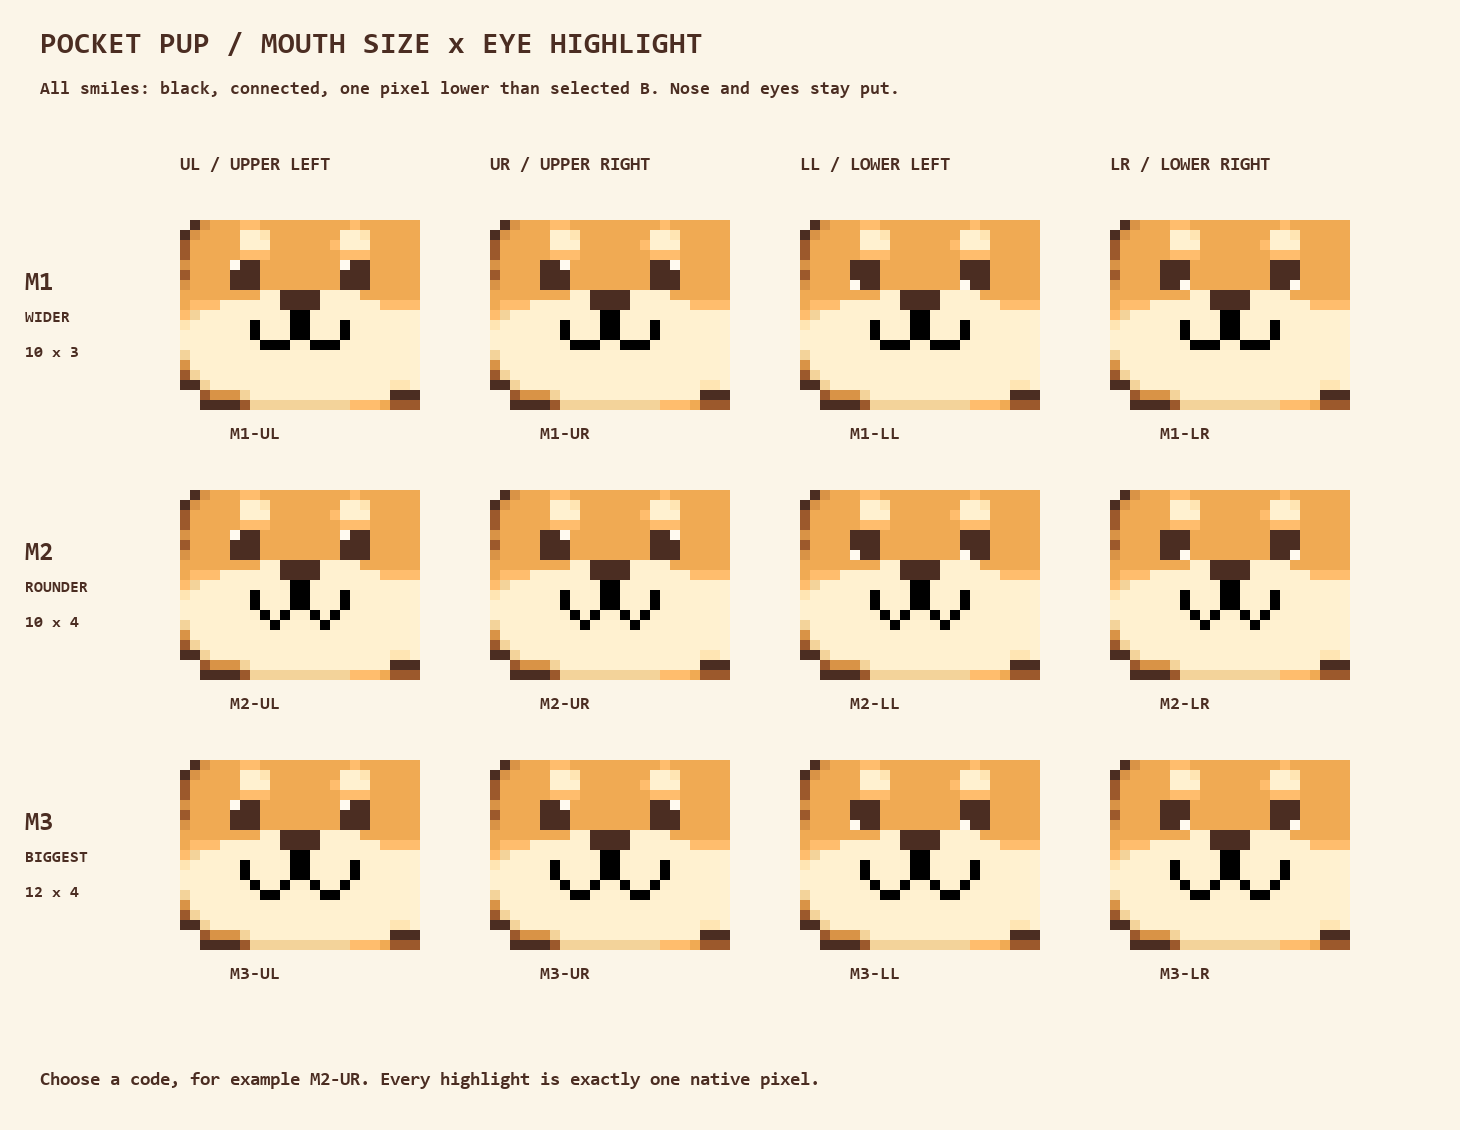 POCKET PUP / MOUTH SIZE x EYE HIGHLIGHT
All smiles: black, connected, one pixel lower than selected B. Nose and eyes stay put.
UL / UPPER LEFT
UR / UPPER RIGHT
LL / LOWER LEFT
LR / LOWER RIGHT
M1
WIDER
10 x 3
M1-UL
M1-UR
M1-LL
M1-LR
M2
ROUNDER
10 x 4
M2-UL
M2-UR
M2-LL
M2-LR
M3
BIGGEST
12 x 4
M3-UL
M3-UR
M3-LL
M3-LR
Choose a code, for example M2-UR. Every highlight is exactly one native pixel.